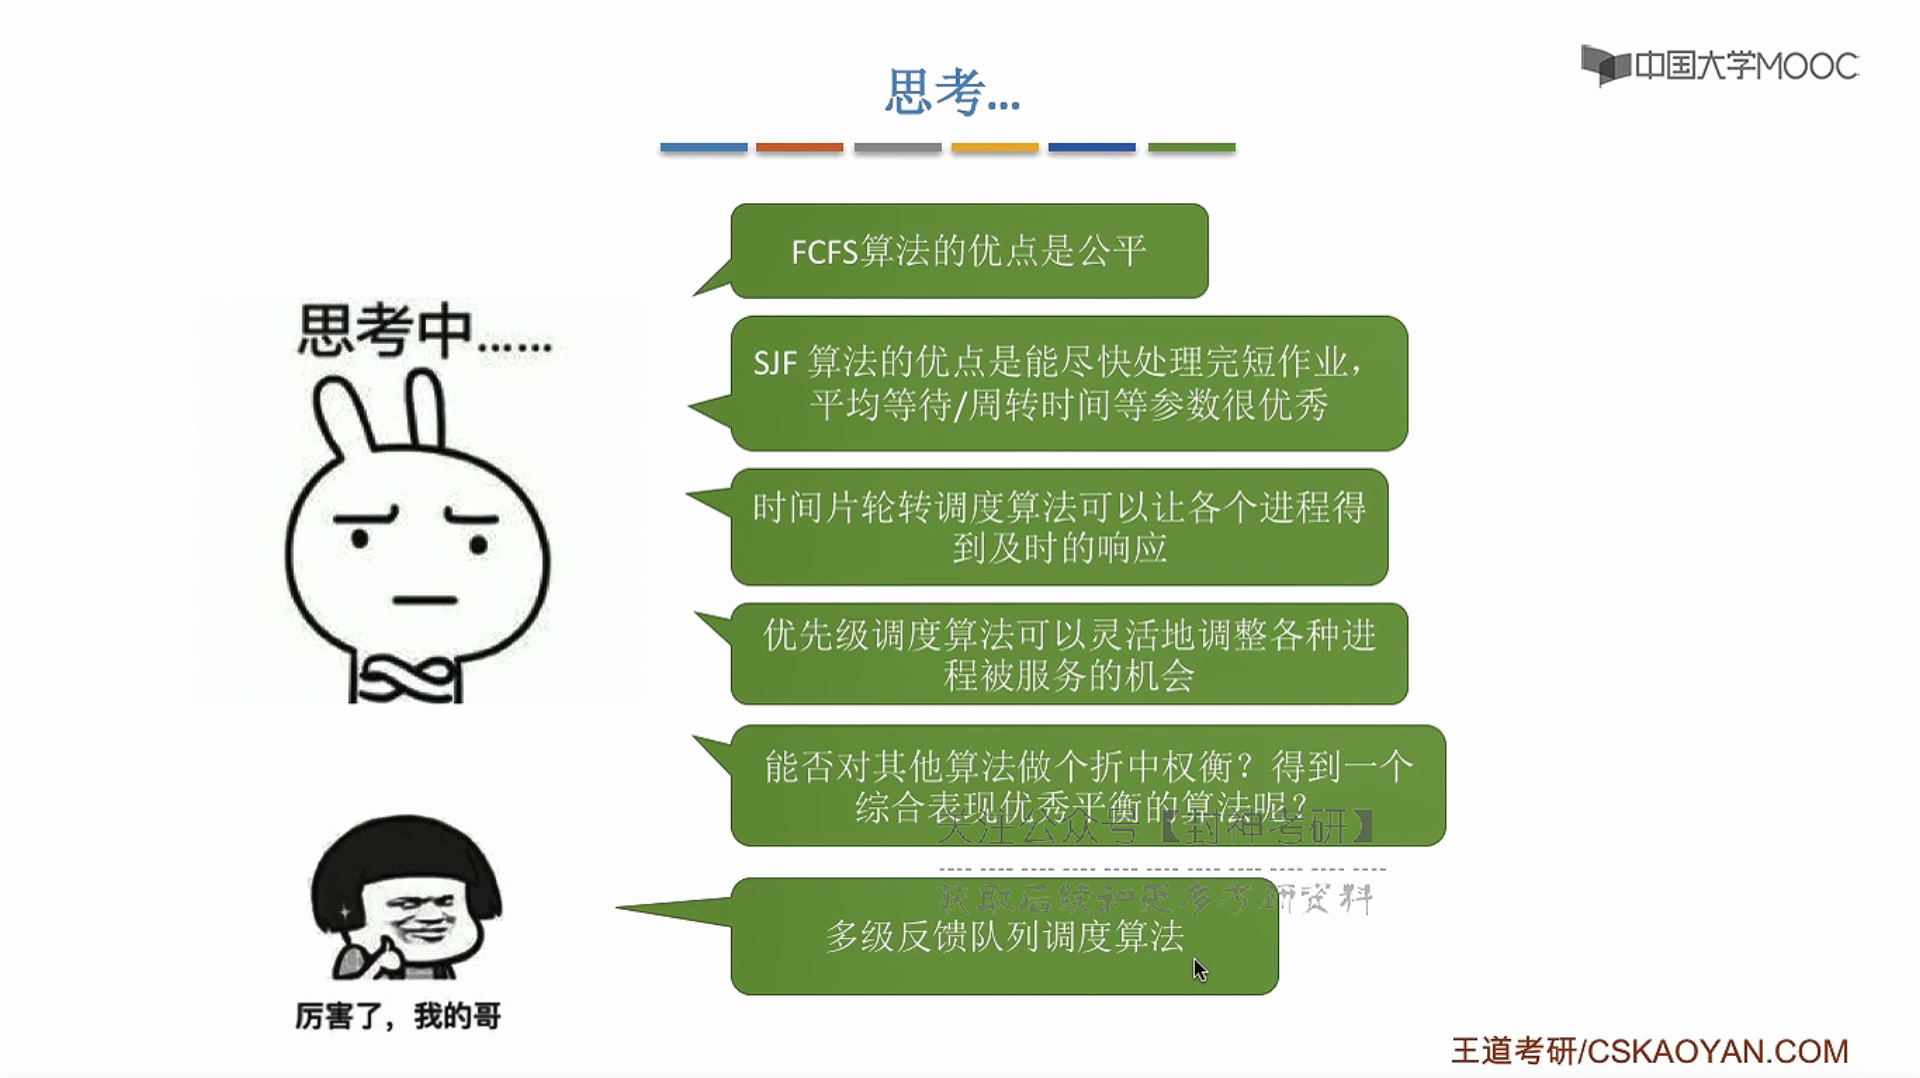 中国大学MOOC
思考...
FCFS算法的优点是公平
思考中......
SJF 算法的优点是能尽快处理完短作业，
平均等待/周转时间等参数很优秀
时间片轮转调度算法可以让各个进程得
到及时的响应
优先级调度算法可以灵活地调整各种进
程被服务的机会
能否对其他算法做个折中权衡？得到一个
综合表现优秀平衡的算法呢？
关注公众号【封神考研】
获取后续和更多考研资料
多级反馈队列调度算法
厉害了，我的哥
王道考研/CSKAOYAN.COM